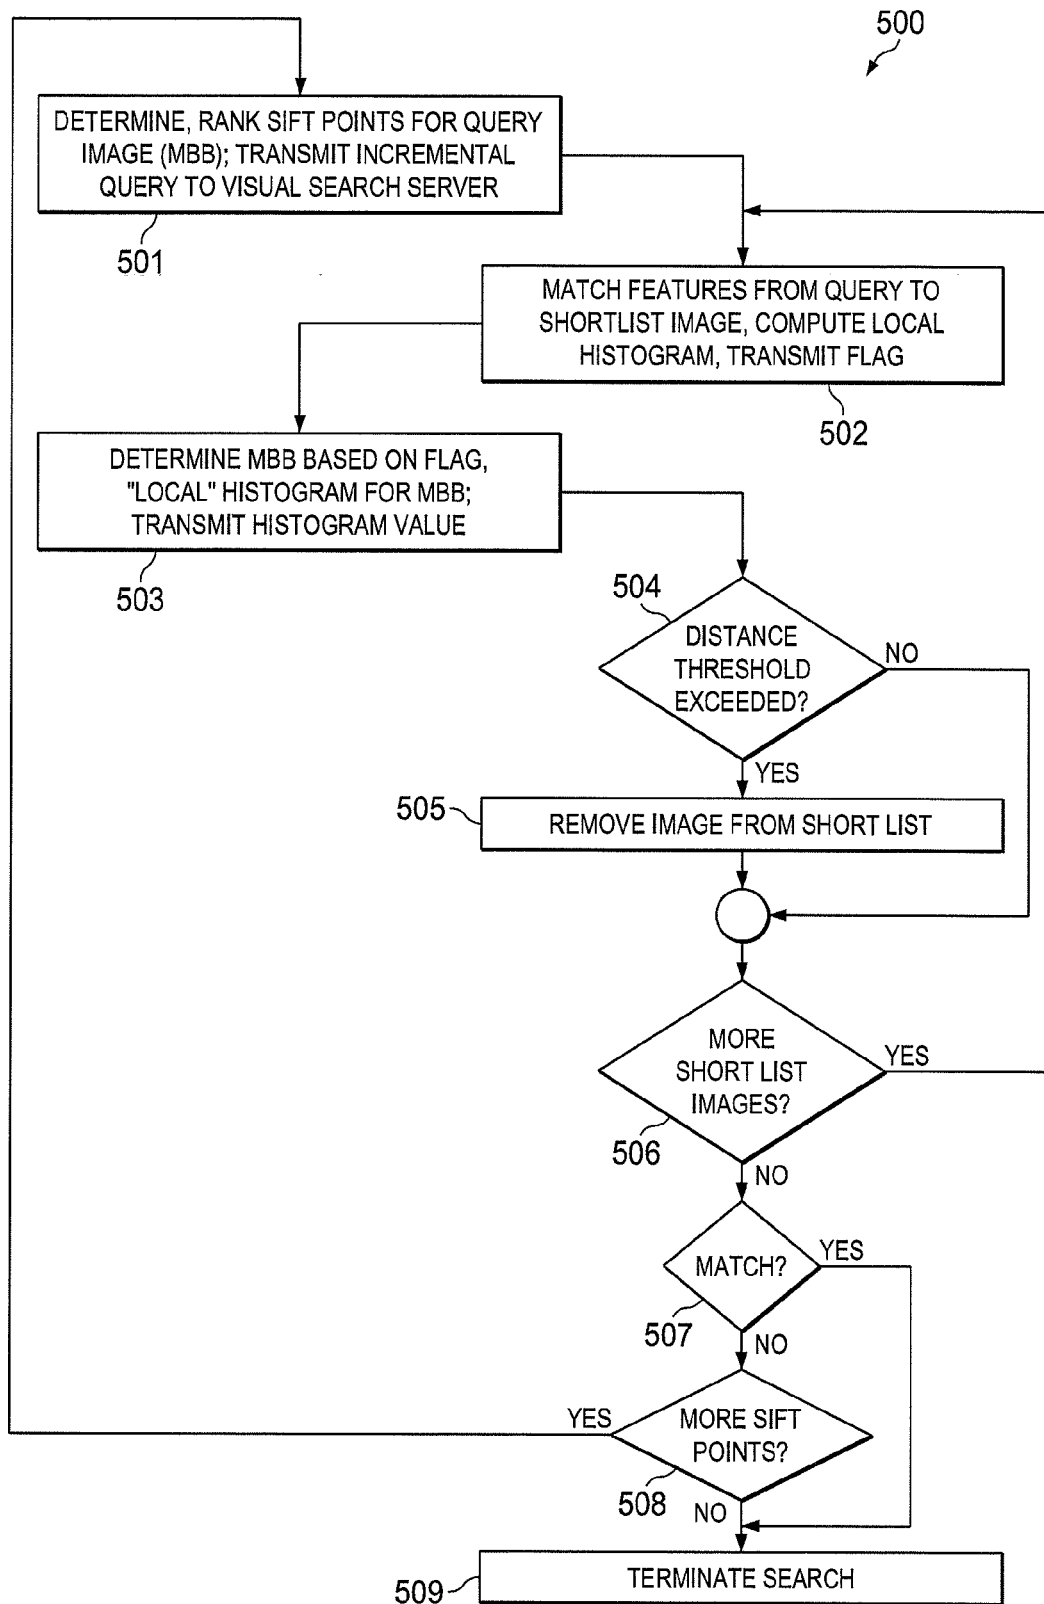 500
DETERMINE, RANK SIFT POINTS FOR QUERY
IMAGE (MBB); TRANSMIT INCREMENTAL
QUERY TO VISUAL SEARCH SERVER
501
MATCH FEATURES FROM QUERY TO
SHORTLIST IMAGE, COMPUTE LOCAL
HISTOGRAM, TRANSMIT FLAG
502
DETERMINE MBB BASED ON FLAG,
"LOCAL" HISTOGRAM FOR MBB;
TRANSMIT HISTOGRAM VALUE
503
504
DISTANCE
THRESHOLD
EXCEEDED?
NO
YES
505
REMOVE IMAGE FROM SHORT LIST
MORE
SHORT LIST
IMAGES?
YES
506
NO
MATCH?
YES
507
NO
YES
MORE SIFT
POINTS?
508
NO
509
TERMINATE SEARCH